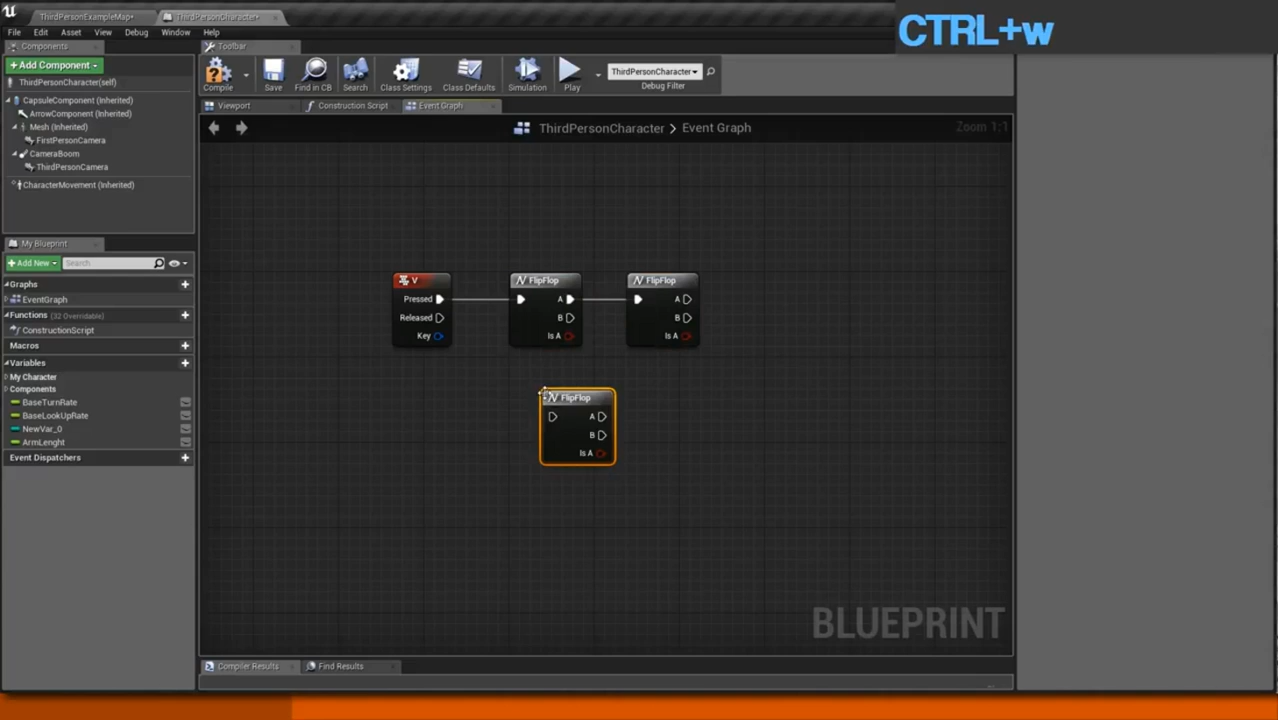 ThirdPersonExampleMap*
ThirdPersonCharacter*
CTRL+w
File Edit Asset View Debug Window Help
Components
Toolbar
+Add Component
ThirdPersonCharacter(self)
CapsuleComponent (Inherited)
ArrowComponent (Inherited)
Mesh (Inherited)
FirstPersonCamera
CameraBoom
ThirdPersonCamera
CharacterMovement (Inherited)
Compile Save Find in CB Search Class Settings Class Defaults Simulation Play
ThirdPersonCharacter
Debug Filter
Viewport Construction Script Event Graph
ThirdPersonCharacter > Event Graph
Zoom 1:1
My Blueprint
+Add New Search
Graphs
EventGraph
Functions (32 Overridable)
ConstructionScript
Macros
Variables
My Character
Components
BaseTurnRate
BaseLookUpRate
NewVar_0
ArmLenght
Event Dispatchers
V
Pressed
Released
Key
FlipFlop
A
B
Is A
FlipFlop
A
B
Is A
FlipFlop
A
B
Is A
BLUEPRINT
Compiler Results Find Results